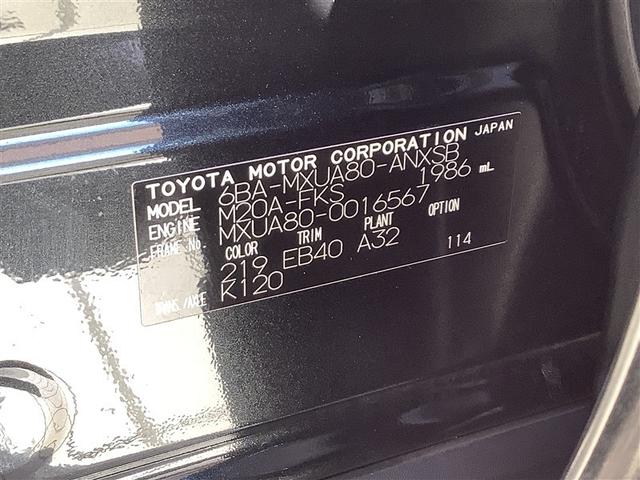 TOYOTA MOTOR CORPORATION JAPAN
MODEL 6BA-MXUA80-ANXSB
ENGINE M20A-FKS 1986 mL
FRAME No. MXUA80-0016567
COLOR TRIM PLANT OPTION
219 EB40 A32 114
TRANS./AXLE K120